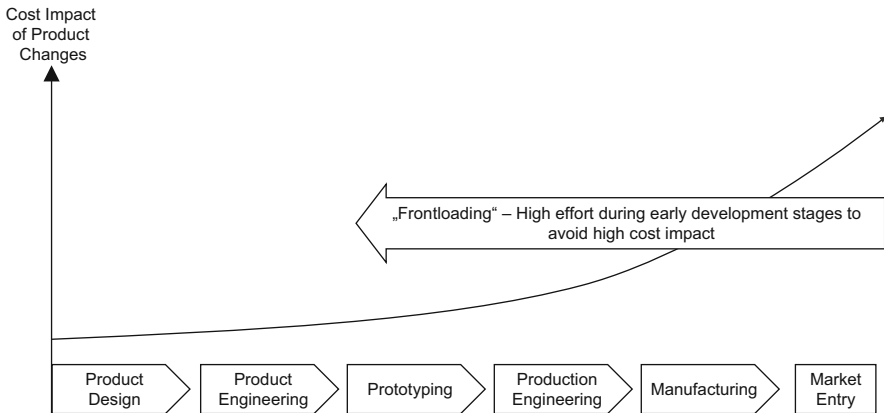 Cost Impact
of Product
Changes
„Frontloading“ – High effort during early development stages to
avoid high cost impact
Product
Design
Product
Engineering
Prototyping
Production
Engineering
Manufacturing
Market
Entry